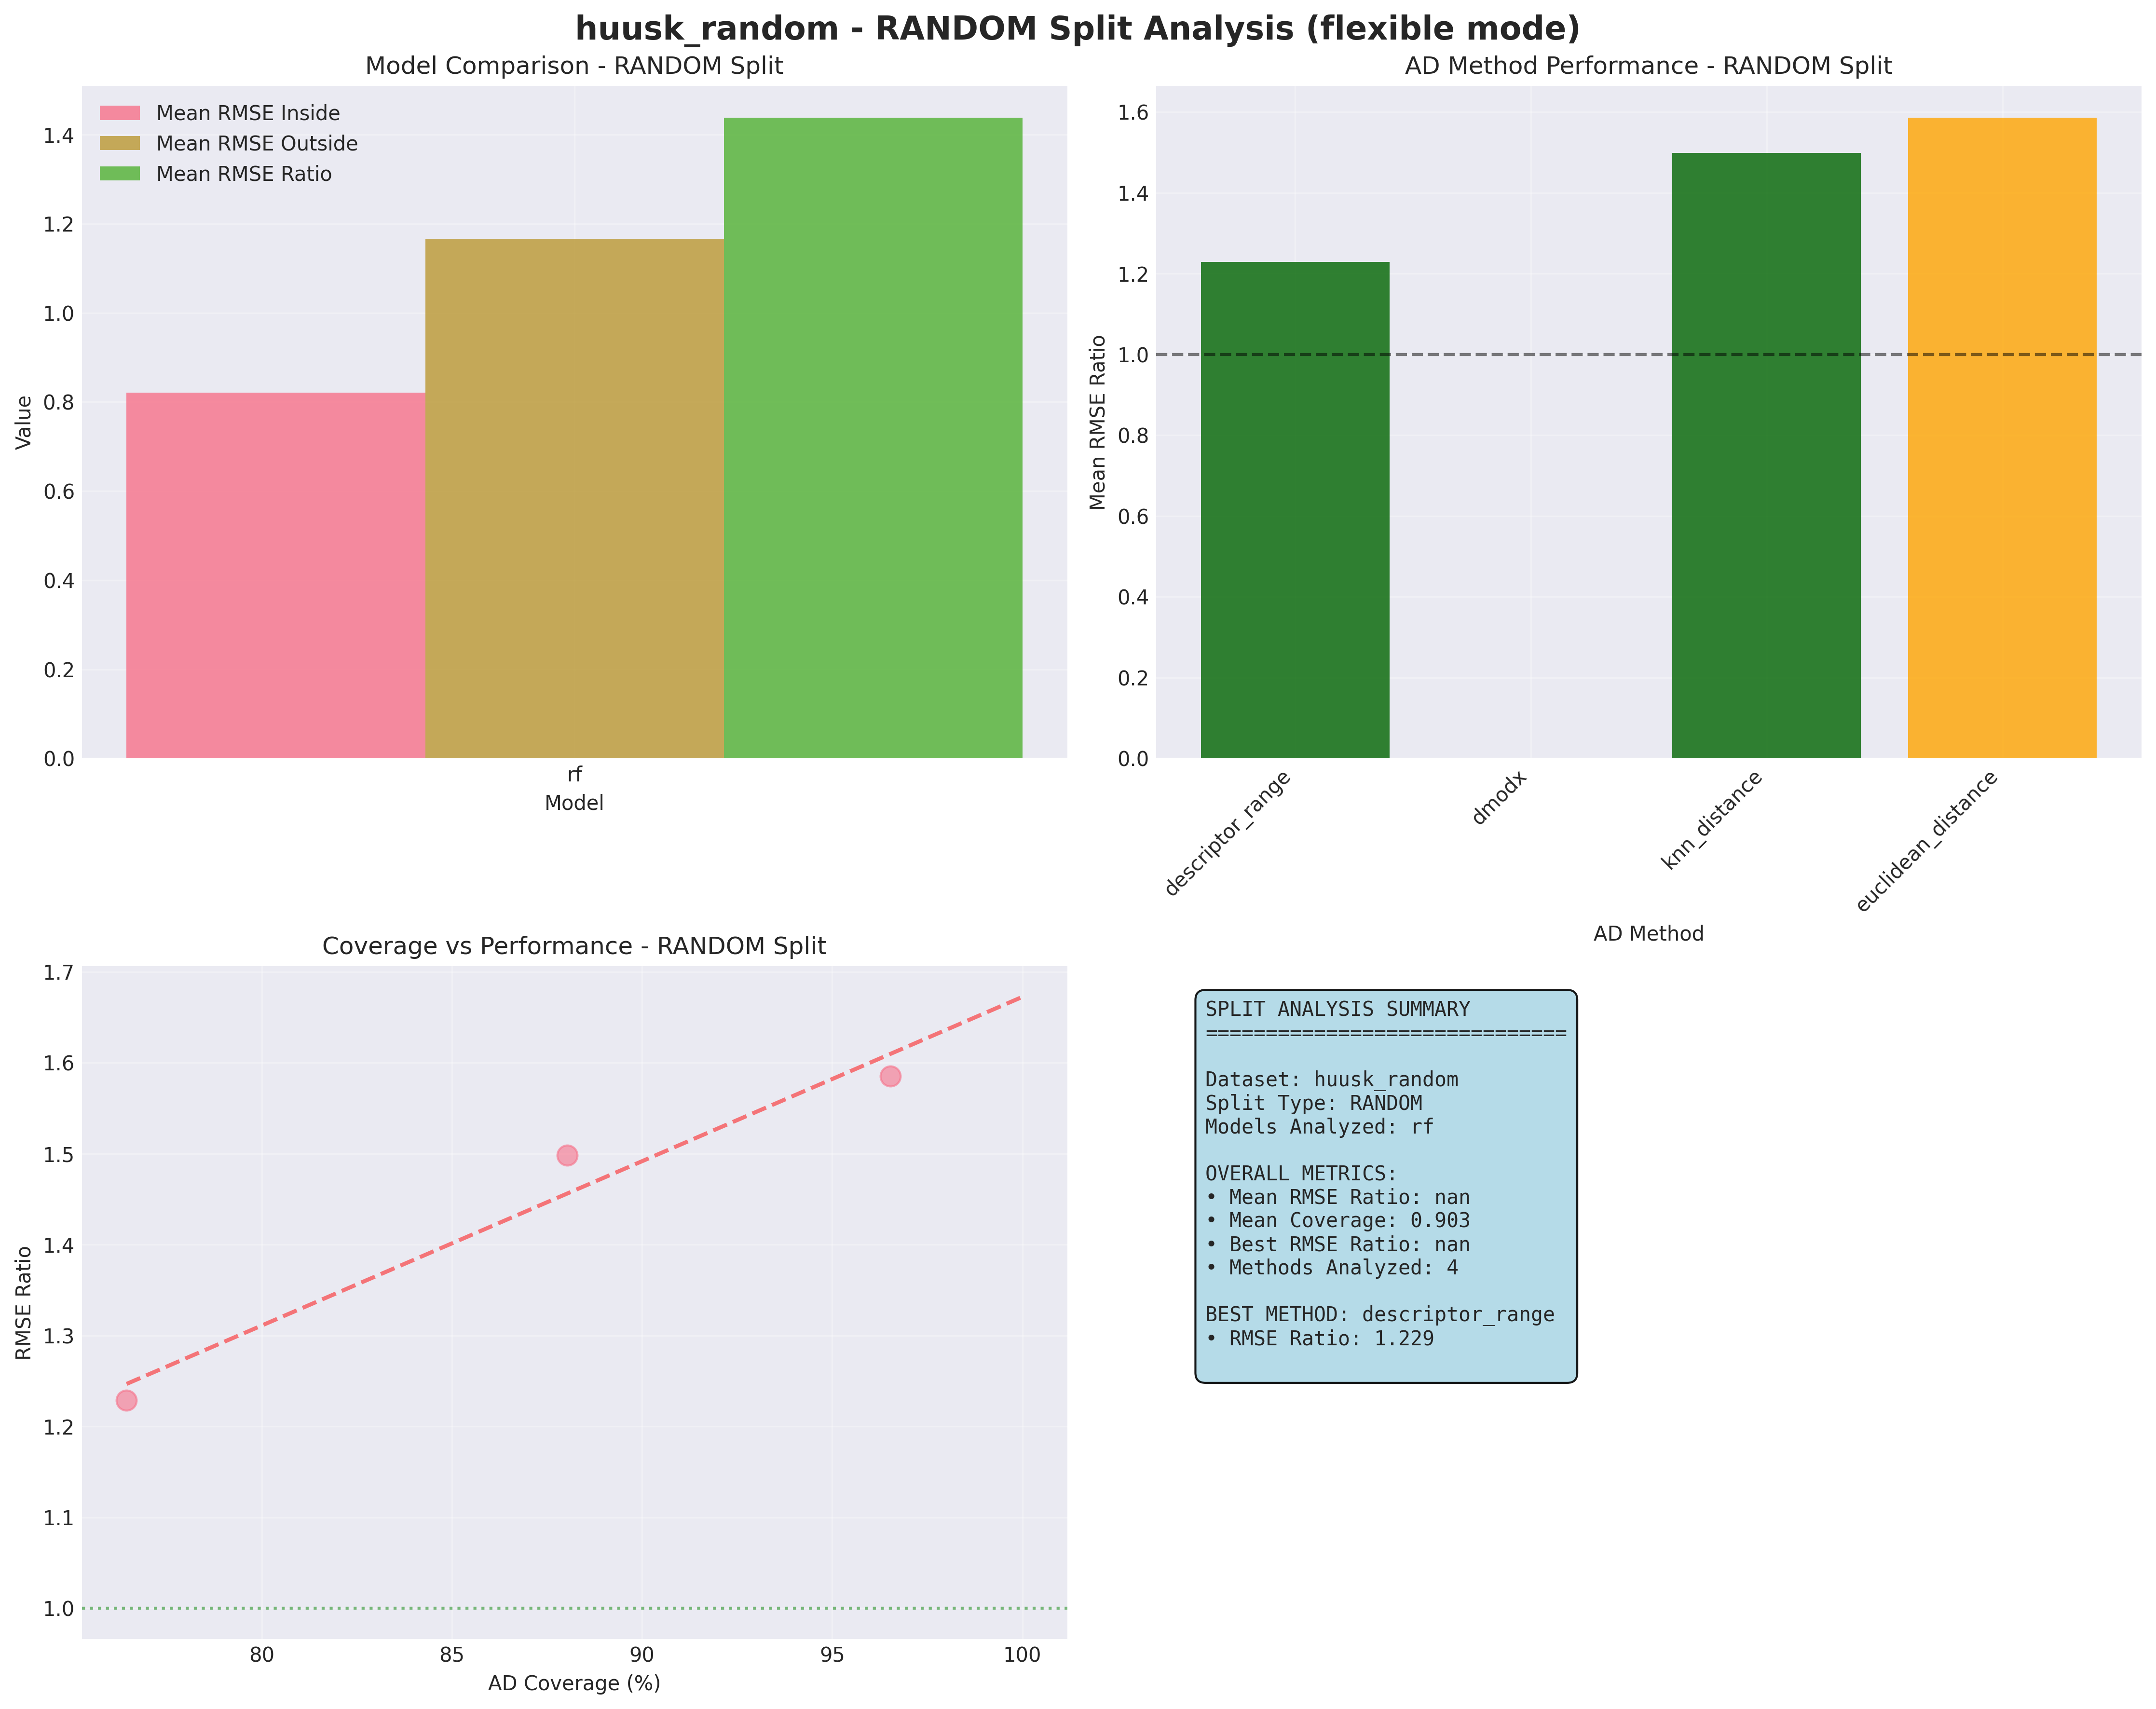 huusk_random - RANDOM Split Analysis (flexible mode)
Model Comparison - RANDOM Split
Mean RMSE Inside
Mean RMSE Outside
Mean RMSE Ratio
1.4
1.2
1.0
0.8
0.6
0.4
0.2
0.0
Value
rf
Model
AD Method Performance - RANDOM Split
1.6
1.4
1.2
1.0
0.8
0.6
0.4
0.2
0.0
Mean RMSE Ratio
descriptor_range
dmodx
knn_distance
euclidean_distance
AD Method
Coverage vs Performance - RANDOM Split
1.7
1.6
1.5
1.4
1.3
1.2
1.1
1.0
RMSE Ratio
80
85
90
95
100
AD Coverage (%)
SPLIT ANALYSIS SUMMARY
==============================
Dataset: huusk_random
Split Type: RANDOM
Models Analyzed: rf
OVERALL METRICS:
• Mean RMSE Ratio: nan
• Mean Coverage: 0.903
• Best RMSE Ratio: nan
• Methods Analyzed: 4
BEST METHOD: descriptor_range
• RMSE Ratio: 1.229